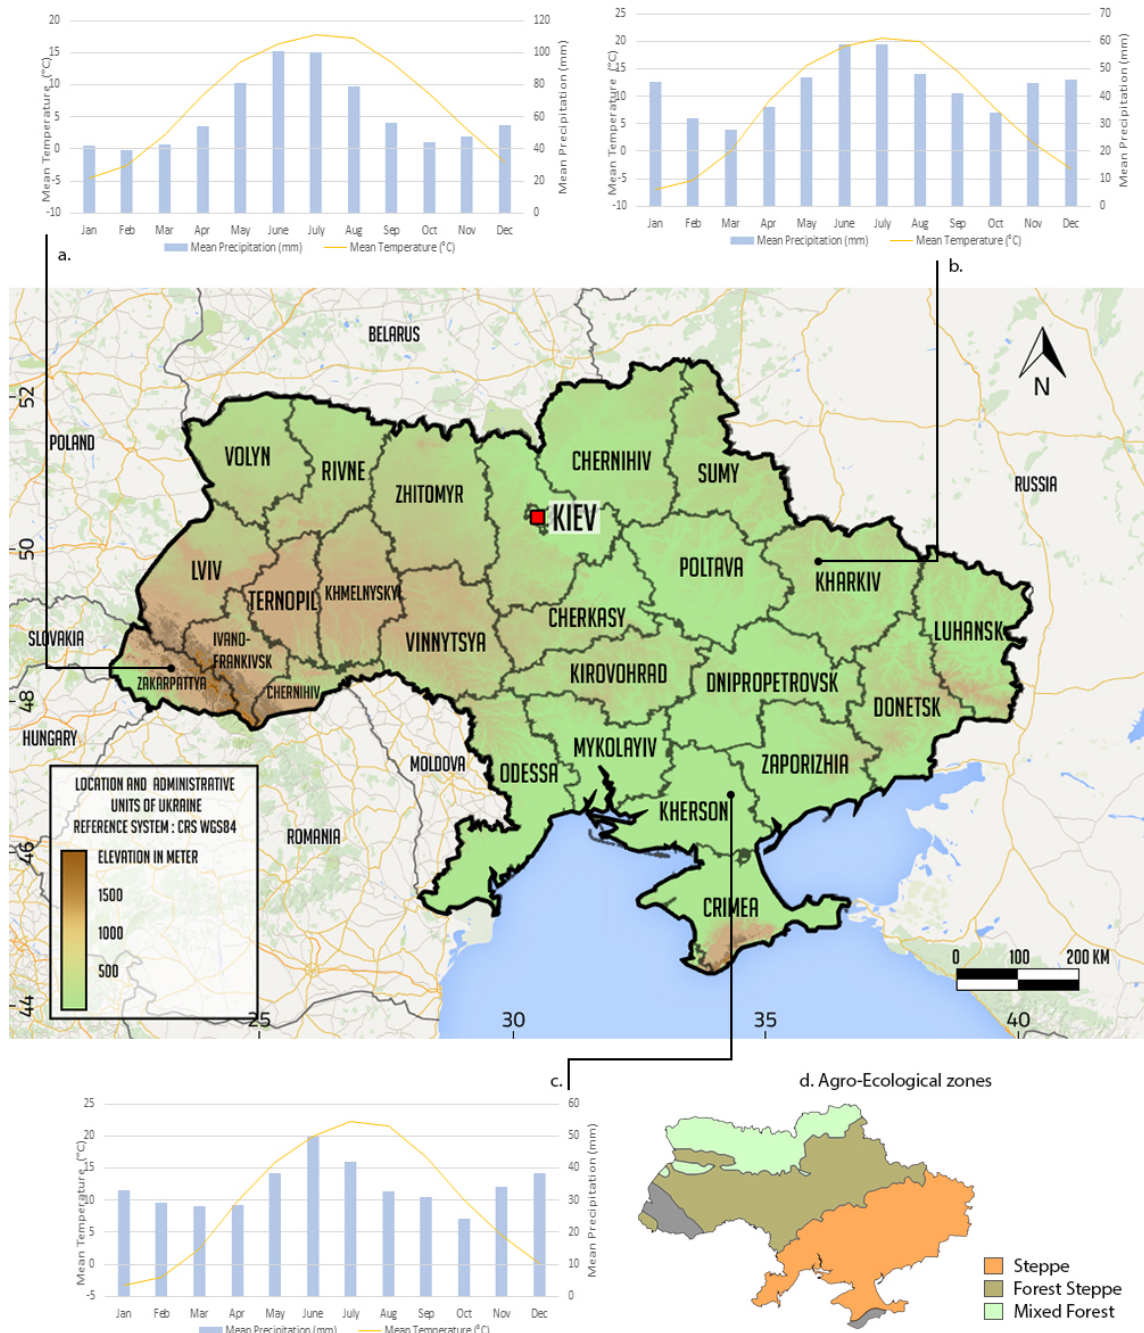 20
15
10
5
0
-5
-10
Mean Temperature (°C)
120
100
80
60
40
20
0
Mean Precipitation (mm)
Jan Feb Mar Apr May June July Aug Sep Oct Nov Dec
Mean Precipitation (mm) Mean Temperature (°C)
a.
25
20
15
10
5
0
-5
-10
Mean Temperature (°C)
70
60
50
40
30
20
10
0
Mean Precipitation (mm)
Jan Feb Mar Apr May June July Aug Sep Oct Nov Dec
Mean Precipitation (mm) Mean Temperature (°C)
b.
BELARUS
N
52
POLAND
VOLYN
RIVNE
ZHITOMYR
CHERNIHIV
SUMY
RUSSIA
KIEV
50
LVIV
TERNOPIL
KHMELNYSKY
VINNYTSYA
CHERKASY
POLTAVA
KHARKIV
LUHANSK
SLOVAKIA
IVANO-
FRANKIVSK
ZAKARPATTYA
CHERNIHIV
KIROVOHRAD
DNIPROPETROVSK
DONETSK
48
HUNGARY
MOLDOVA
ODESSA
MYKOLAYIV
ZAPORIZHIA
KHERSON
ROMANIA
CRIMEA
LOCATION AND ADMINISTRATIVE
UNITS OF UKRAINE
REFERENCE SYSTEM : CRS WGS84
ELEVATION IN METER
1500
1000
500
46
44
0 100 200 KM
25 30 35 40
c.
25
20
15
10
5
0
-5
Mean Temperature (°C)
60
50
40
30
20
10
0
Mean Precipitation (mm)
Jan Feb Mar Apr May June July Aug Sep Oct Nov Dec
Mean Precipitation (mm) Mean Temperature (°C)
d. Agro-Ecological zones
Steppe
Forest Steppe
Mixed Forest